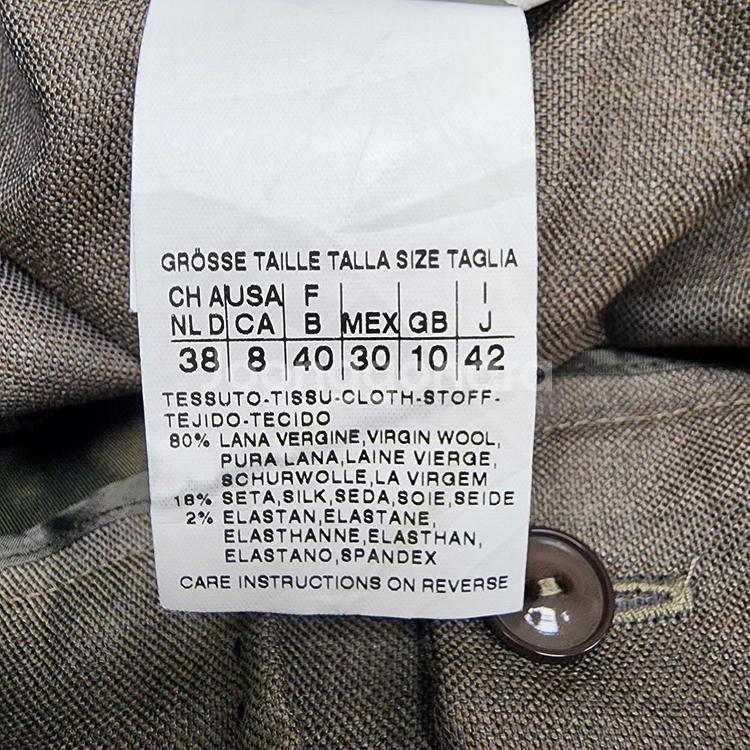 GRÖSSE TAILLE TALLA SIZE TAGLIA
CH A USA F I
NL D CA B MEX GB J
38 8 40 30 10 42
TESSUTO-TISSU-CLOTH-STOFF-
TEJIDO-TECIDO
80% LANA VERGINE,VIRGIN WOOL,
PURA LANA,LAINE VIERGE,
SCHURWOLLE,LA VIRGEM
18% SETA,SILK,SEDA,SOIE,SEIDE
2% ELASTAN,ELASTANE,
ELASTHANNE,ELASTHAN,
ELASTANO,SPANDEX
CARE INSTRUCTIONS ON REVERSE